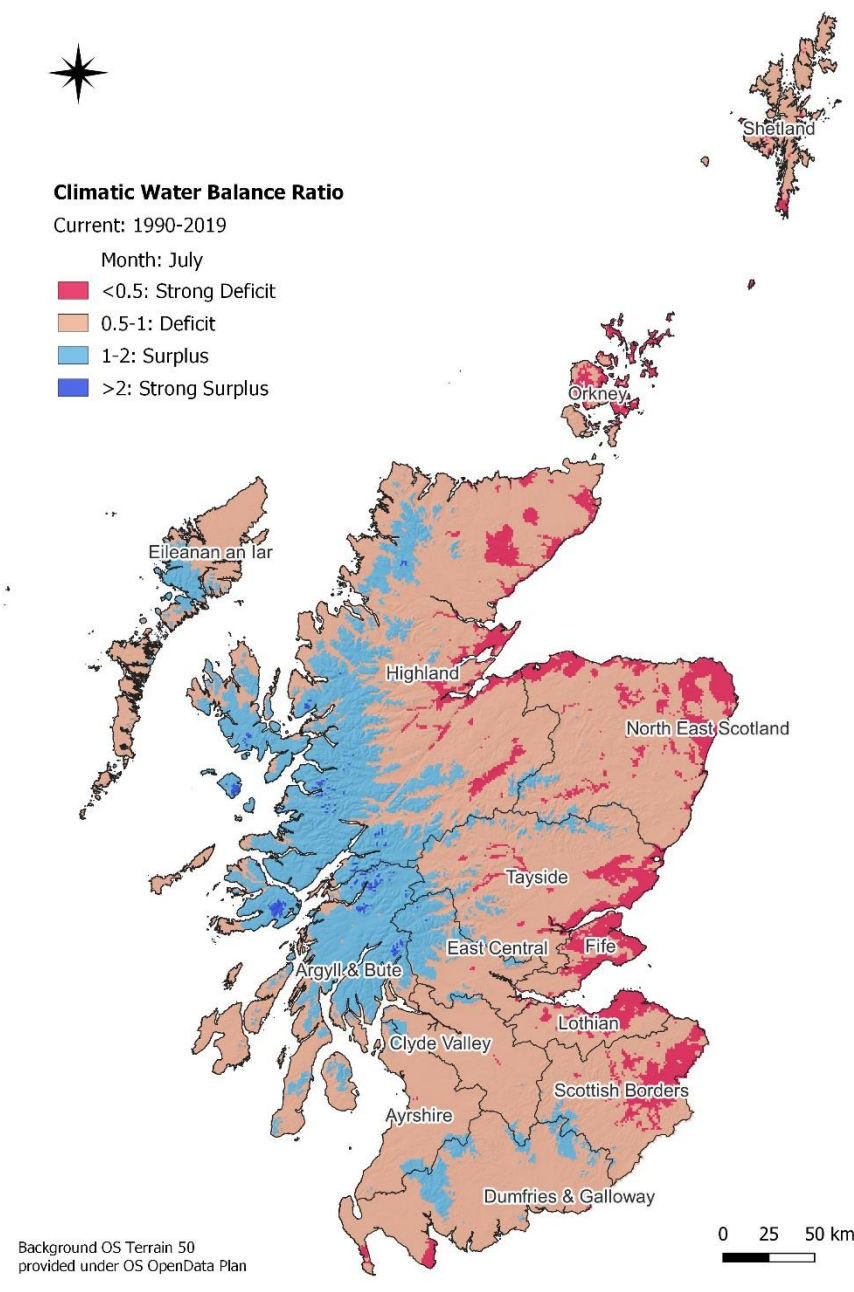 Shetland
Climatic Water Balance Ratio
Current: 1990-2019
Month: July
<0.5: Strong Deficit
0.5-1: Deficit
1-2: Surplus
>2: Strong Surplus
Orkney
Eileanan an Iar
Highland
North East Scotland
Tayside
East Central
Fife
Argyll & Bute
Lothian
Clyde Valley
Scottish Borders
Ayrshire
Dumfries & Galloway
0 25 50 km
Background OS Terrain 50
provided under OS OpenData Plan